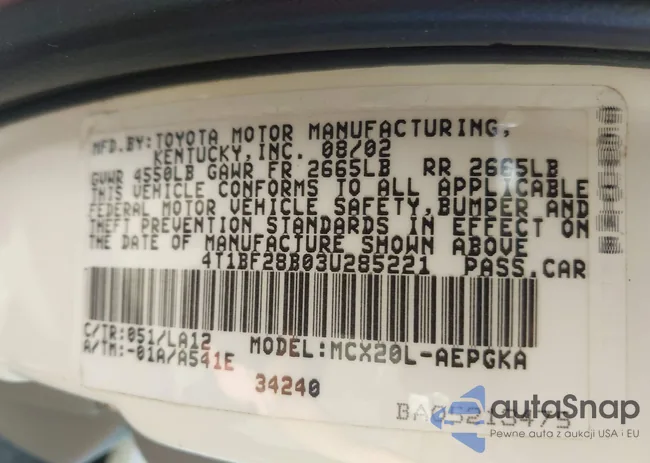 MFD.BY:TOYOTA MOTOR MANUFACTURING,
KENTUCKY,INC. 08/02
GVWR 4550LB GAWR FR 2665LB RR 2665LB
THIS VEHICLE CONFORMS TO ALL APPLICABLE
FEDERAL MOTOR VEHICLE SAFETY,BUMPER AND
THEFT PREVENTION STANDARDS IN EFFECT ON
THE DATE OF MANUFACTURE SHOWN ABOVE
4T1BF28B03U285221 PASS.CAR
C/TR:051/LA12
A/TM:-01A/A541E
MODEL:MCX20L-AEPGKA
34240
autoSnap
Pewne auta z aukcji USA i EU